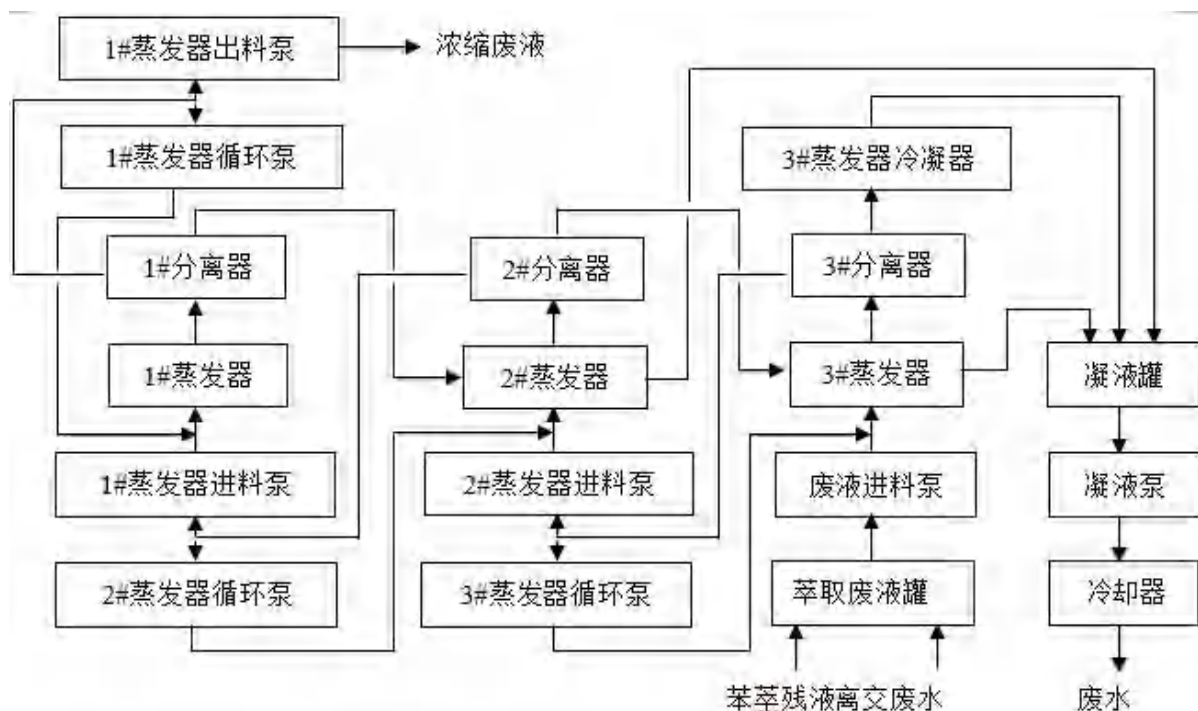 1#蒸发器出料泵
浓缩废液
1#蒸发器循环泵
3#蒸发器冷凝器
1#分离器
2#分离器
3#分离器
1#蒸发器
2#蒸发器
3#蒸发器
凝液罐
1#蒸发器进料泵
2#蒸发器进料泵
废液进料泵
凝液泵
2#蒸发器循环泵
3#蒸发器循环泵
萃取废液罐
冷却器
苯萃残液离交废水
废水